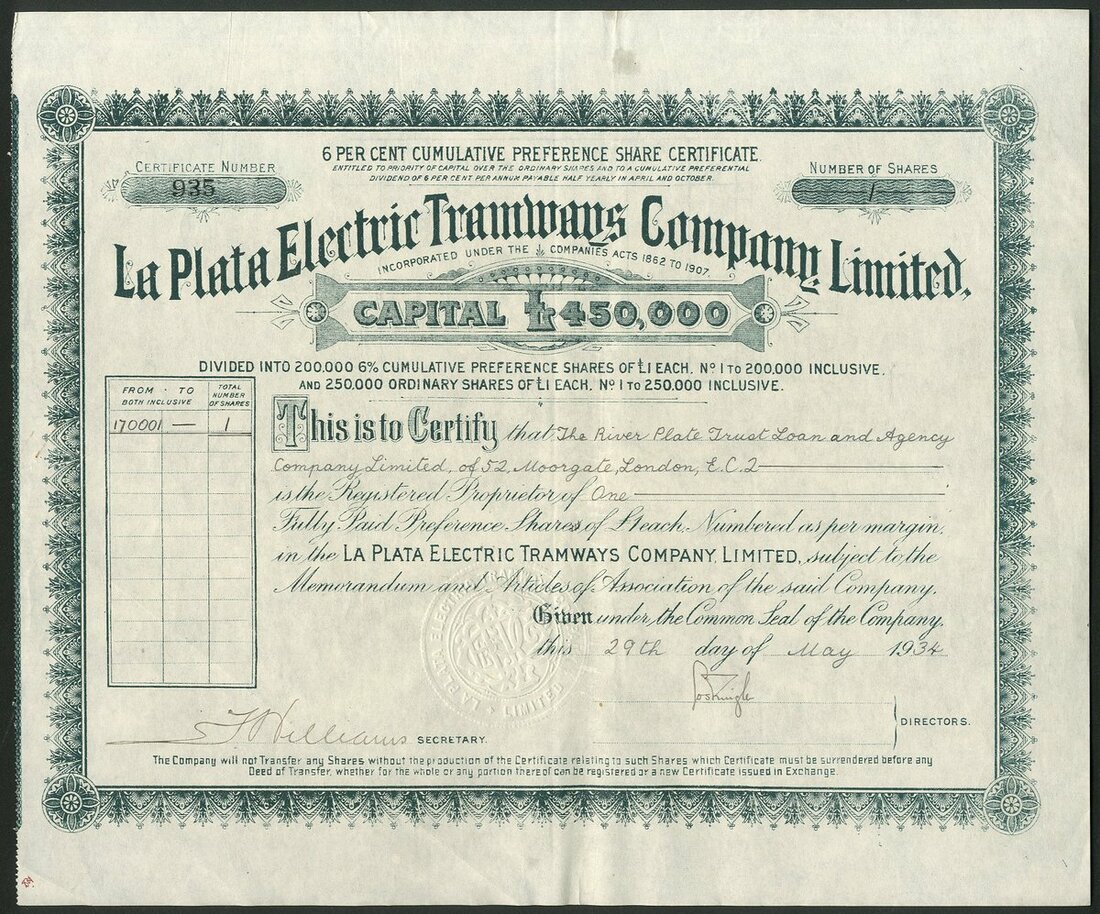 6 PER CENT CUMULATIVE PREFERENCE SHARE CERTIFICATE.
ENTITLED TO PRIORITY OF CAPITAL OVER THE ORDINARY SHARES AND TO A CUMULATIVE PREFERENTIAL
DIVIDEND OF 6 PER CENT PER ANNUM PAYABLE HALF YEARLY IN APRIL AND OCTOBER.
CERTIFICATE NUMBER
935
NUMBER OF SHARES
1
La Plata Electric Tramways Company, Limited.
INCORPORATED UNDER THE COMPANIES ACTS 1862 TO 1907.
CAPITAL £450,000
DIVIDED INTO 200,000 6% CUMULATIVE PREFERENCE SHARES OF £1 EACH, Nº 1 TO 200,000 INCLUSIVE,
AND 250,000 ORDINARY SHARES OF £1 EACH, Nº 1 TO 250,000 INCLUSIVE.
FROM · TO
BOTH INCLUSIVE
TOTAL
NUMBER
OF SHARES
170001 — 1
This is to Certify that The River Plate Trust Loan and Agency
Company Limited, of 52, Moorgate, London, E.C.2
is the Registered Proprietor of One
Fully Paid Preference Shares of £1 each. Numbered as per margin,
in the LA PLATA ELECTRIC TRAMWAYS COMPANY, LIMITED, subject to the
Memorandum and Articles of Association of the said Company.
Given under the Common Seal of the Company,
this 29th day of May 1934
DIRECTORS.
F. Williams SECRETARY.
The Company will not Transfer any Shares without the production of the Certificate relating to such Shares which Certificate must be surrendered before any
Deed of Transfer, whether for the whole or any portion thereof can be registered or a new Certificate issued in Exchange.
LA PLATA ELECTRIC TRAMWAYS COMPANY LIMITED